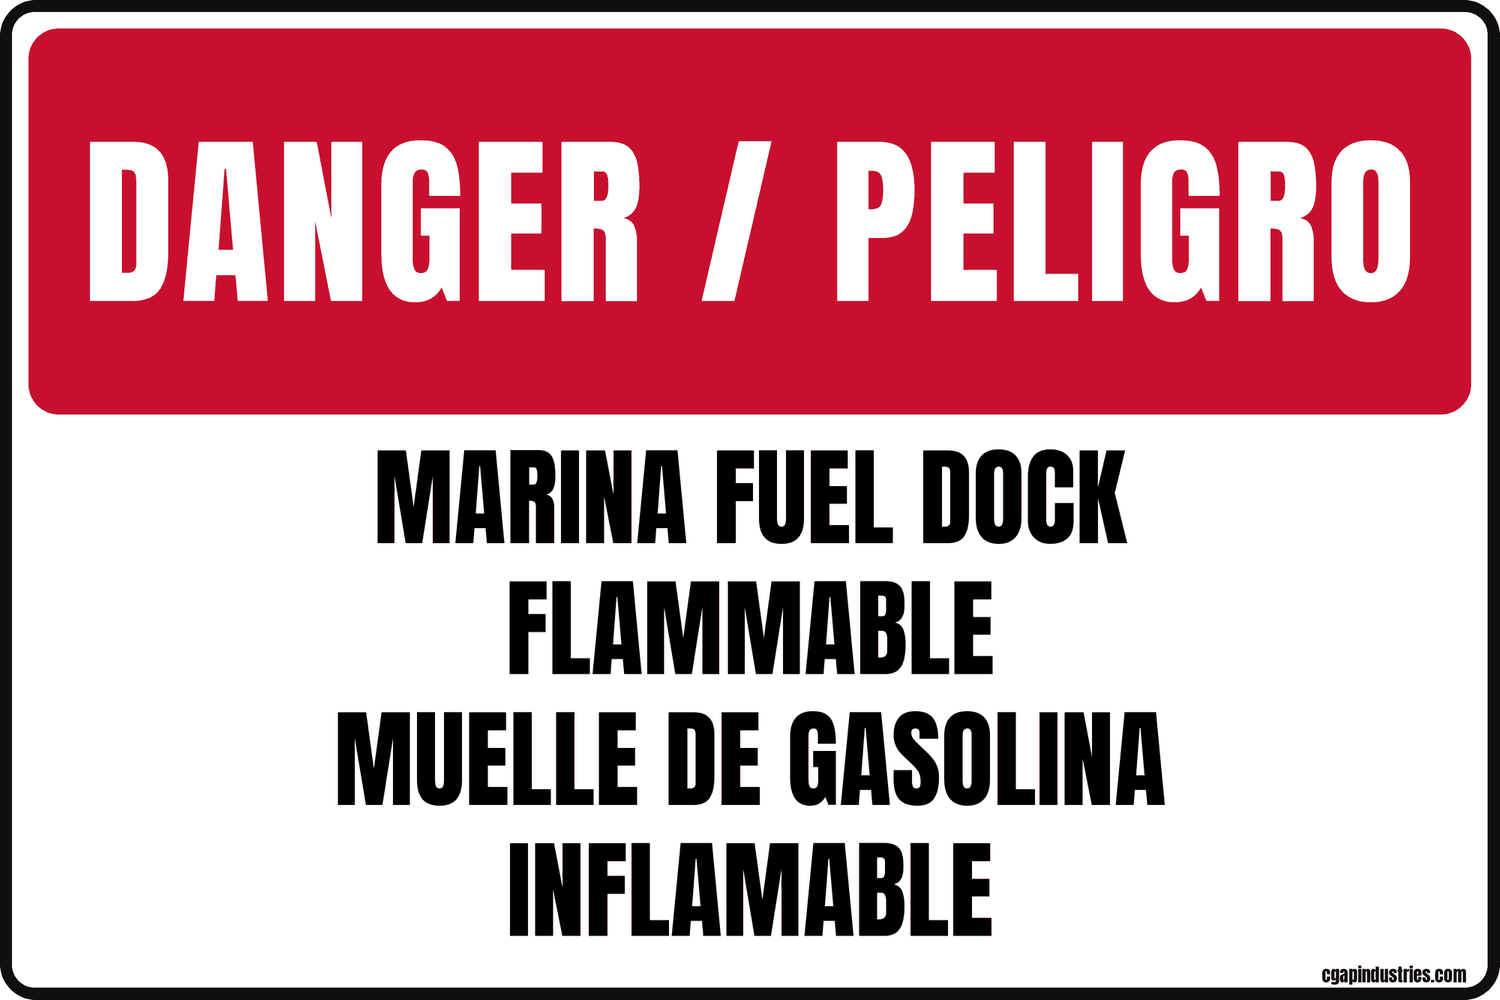 DANGER / PELIGRO
MARINA FUEL DOCK
FLAMMABLE
MUELLE DE GASOLINA
INFLAMABLE
cgapindustries.com